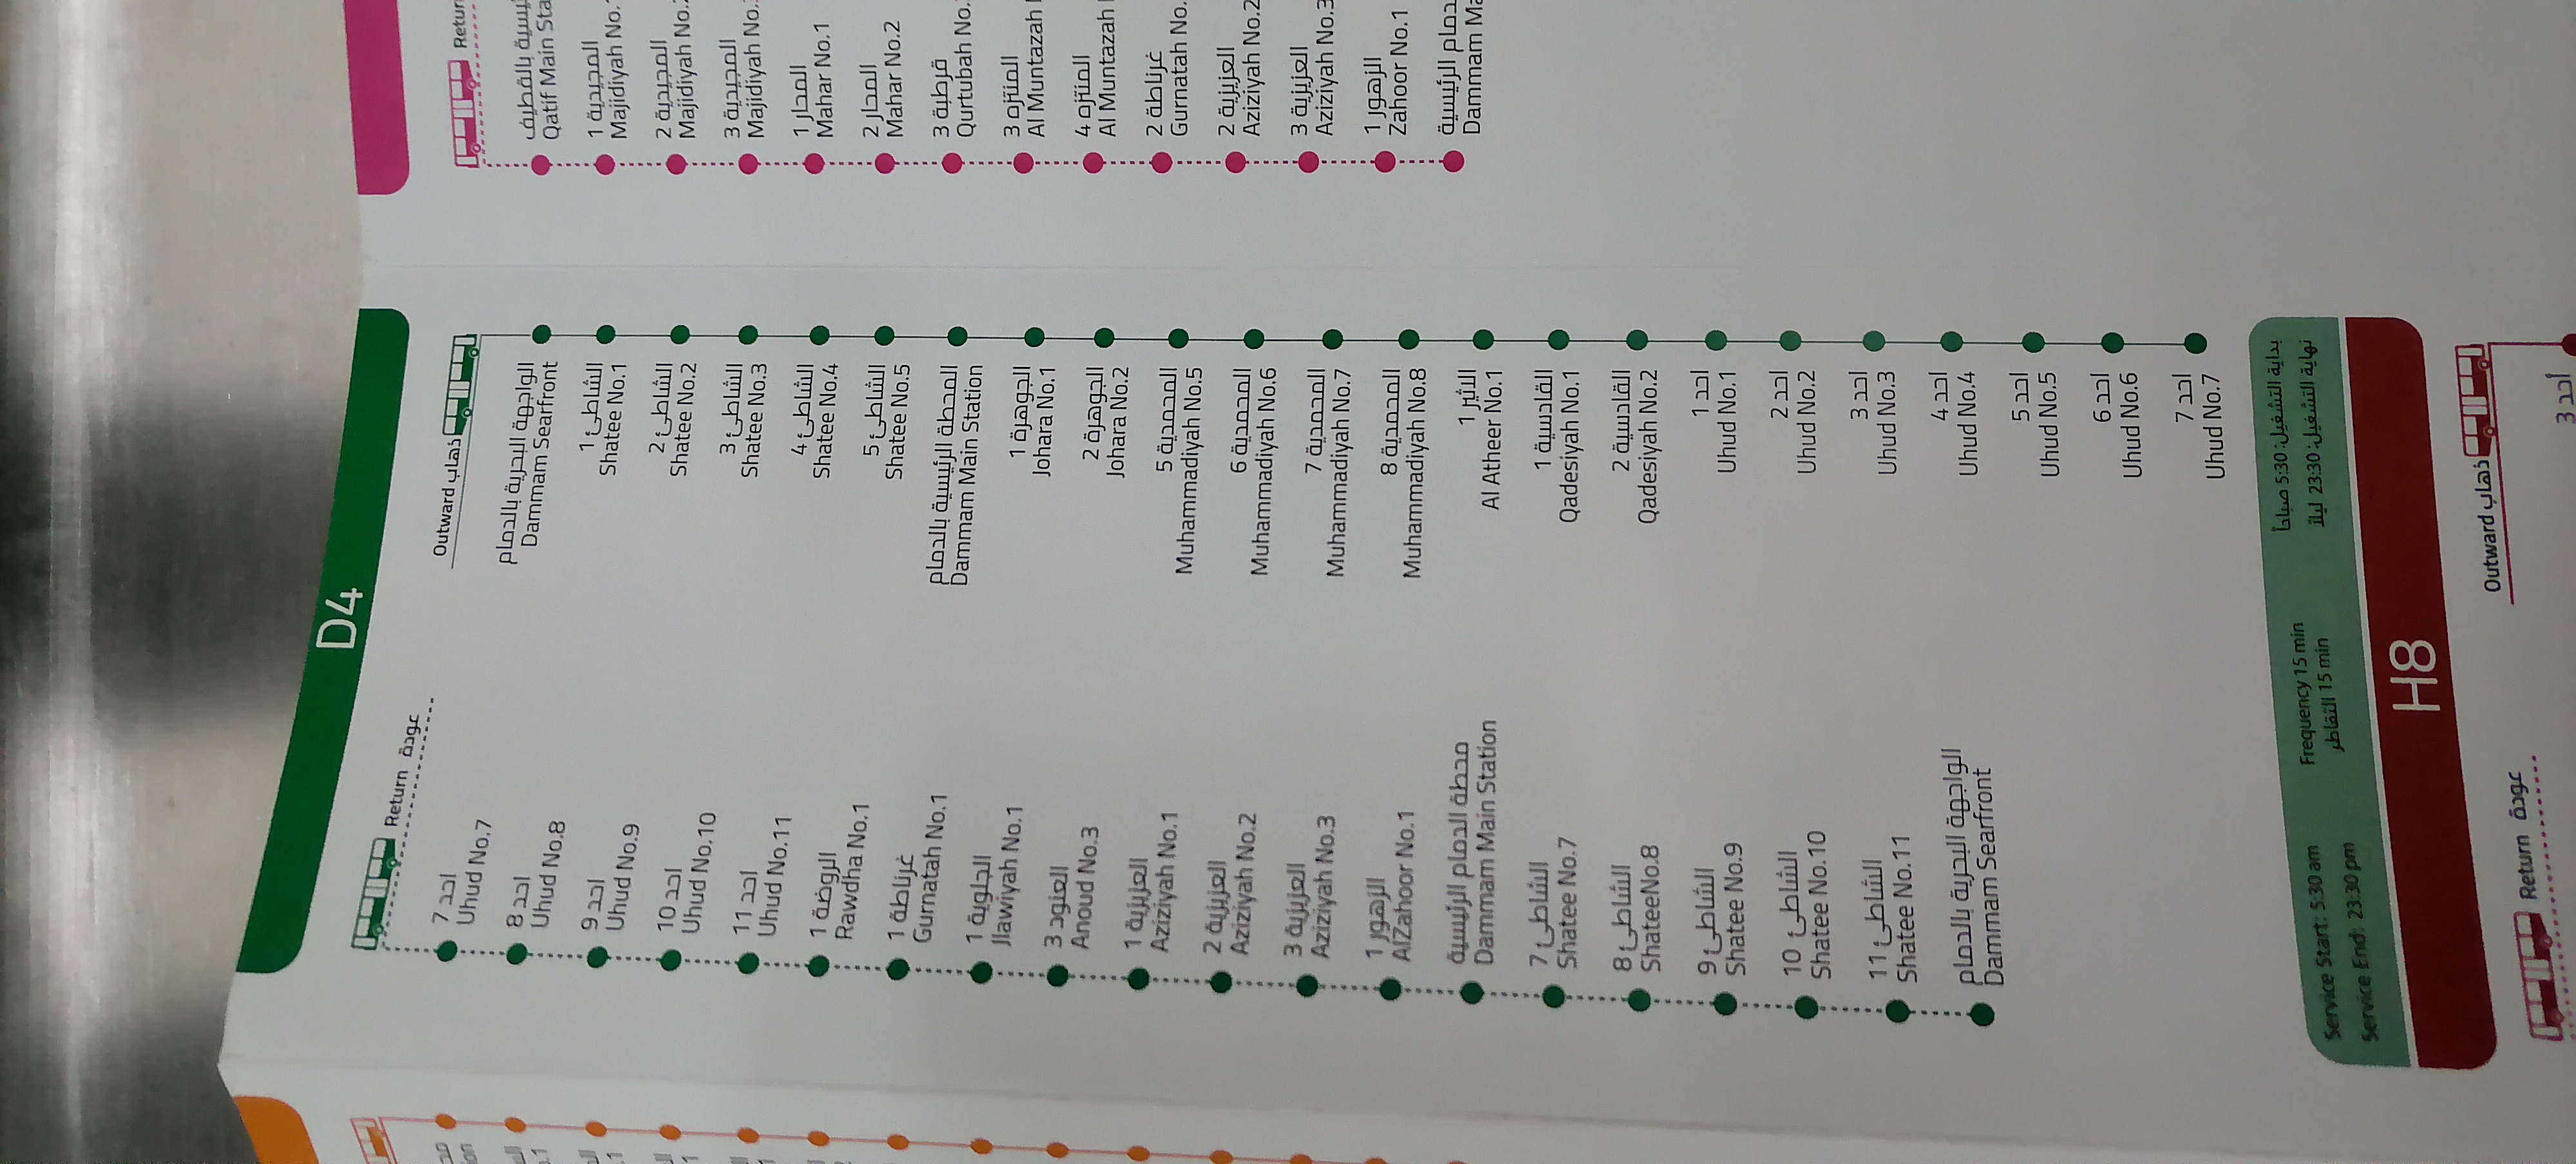 Return
ـيسية بالقطيف
Qatif Main Sta
المجيدية 1
Majidiyah No.
المجيدية 2
Majidiyah No.
المجيدية 3
Majidiyah No.
المحار 1
Mahar No.1
المحار 2
Mahar No.2
قرطبة 3
Qurtubah No.
المنتزه 3
Al Muntazah
المنتزه 4
Al Muntazah
غرناطة 2
Gurnatah No.
العزيزية 2
Aziziyah No.2
العزيزية 3
Aziziyah No.3
الزهور 1
Zahoor No.1
ـدمام الرئيسية
Dammam Ma
D4
Outward ذهاب
الواجهة البحرية بالدمام
Dammam Searfront
الشاطئ 1
Shatee No.1
الشاطئ 2
Shatee No.2
الشاطئ 3
Shatee No.3
الشاطئ 4
Shatee No.4
الشاطئ 5
Shatee No.5
المحطة الرئيسية بالدمام
Dammam Main Station
الجوهرة 1
Johara No.1
الجوهرة 2
Johara No.2
المحمدية 5
Muhammadiyah No.5
المحمدية 6
Muhammadiyah No.6
المحمدية 7
Muhammadiyah No.7
المحمدية 8
Muhammadiyah No.8
الاثير 1
Al Atheer No.1
القادسية 1
Qadesiyah No.1
القادسية 2
Qadesiyah No.2
احد 1
Uhud No.1
احد 2
Uhud No.2
احد 3
Uhud No.3
احد 4
Uhud No.4
احد 5
Uhud No.5
احد 6
Uhud No.6
احد 7
Uhud No.7
Return عودة
احد 7
Uhud No.7
احد 8
Uhud No.8
احد 9
Uhud No.9
احد 10
Uhud No.10
احد 11
Uhud No.11
الروضة 1
Rawdha No.1
غرناطة 1
Gurnatah No.1
الجلوية 1
Jlawiyah No.1
العنود 3
Anoud No.3
العزيزية 1
Aziziyah No.1
العزيزية 2
Aziziyah No.2
العزيزية 3
Aziziyah No.3
الزهور 1
AlZahoor No.1
محطة الدمام الرئيسية
Dammam Main Station
الشاطئ 7
Shatee No.7
الشاطئ 8
ShateeNo.8
الشاطئ 9
Shatee No.9
الشاطئ 10
Shatee No.10
الشاطئ 11
Shatee No.11
الواجهة البحرية بالدمام
Dammam Searfront
Service Start: 5:30 am
Service End: 23:30 pm
Frequency 15 min
التقاطر 15 min
بداية التشغيل: 5:30 صباحاً
نهاية التشغيل: 23:30 ليلاً
H8
Return عودة
Outward ذهاب
احد 3